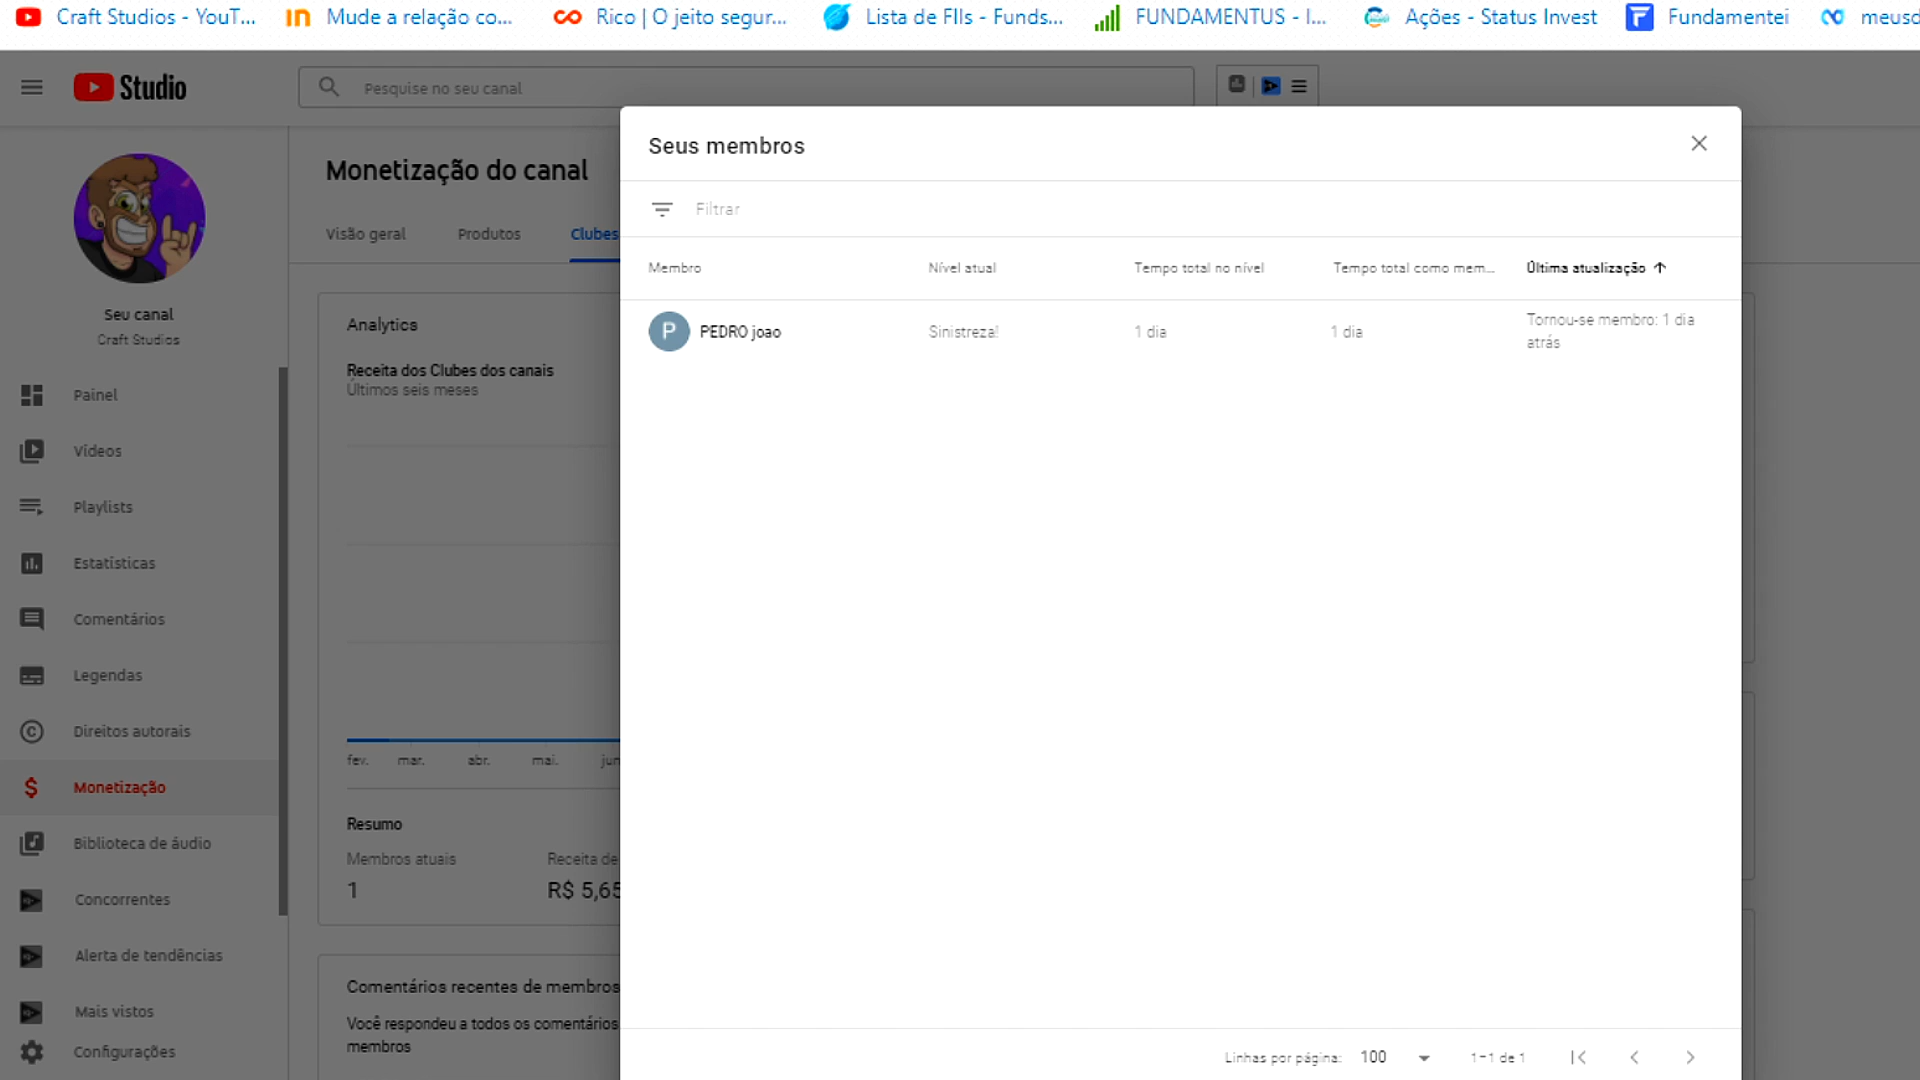 Craft Studios - YouT...
Mude a relação co...
Rico | O jeito segur...
Lista de FIIs - Funds...
FUNDAMENTUS - I...
Ações - Status Invest
Fundamentei
meusd
Studio
Pesquise no seu canal
Seu canal
Craft Studios
Painel
Vídeos
Playlists
Estatísticas
Comentários
Legendas
Direitos autorais
Monetização
Biblioteca de áudio
Concorrentes
Alerta de tendências
Mais vistos
Configurações
Monetização do canal
Visão geral
Produtos
Clubes
Analytics
Receita dos Clubes dos canais
Últimos seis meses
fev. mar. abr. mai. jun
Resumo
Membros atuais
1
Receita de
R$ 5,65
Comentários recentes de membros
Você respondeu a todos os comentários
membros
Seus membros
Filtrar
Membro
Nível atual
Tempo total no nível
Tempo total como mem...
Última atualização
P
PEDRO joao
Sinistreza!
1 dia
1 dia
Tornou-se membro: 1 dia
atrás
Linhas por página: 100
1-1 de 1